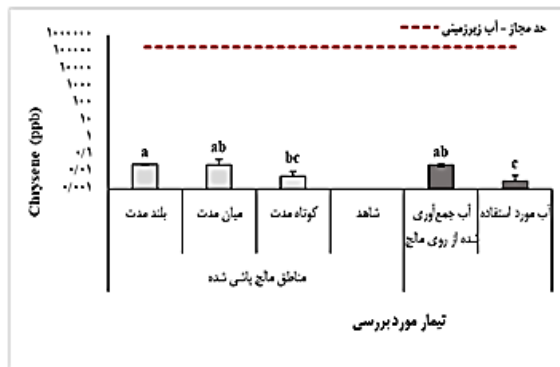 حد مجاز - آب زیرزمینی
Chrysene (ppb)
۱۰۰۰۰۰۰
۱۰۰۰۰۰
۱۰۰۰۰
۱۰۰۰
۱۰۰
۱۰
۱
۰/۱
۰/۰۱
۰/۰۰۱
a
ab
bc
ab
c
بلند مدت
میان مدت
کوتاه مدت
شاهد
آب جمع‌آوری
شده از روی مالچ
آب مورد استفاده
مناطق مالچ پاشی شده
تیمار مورد بررسی